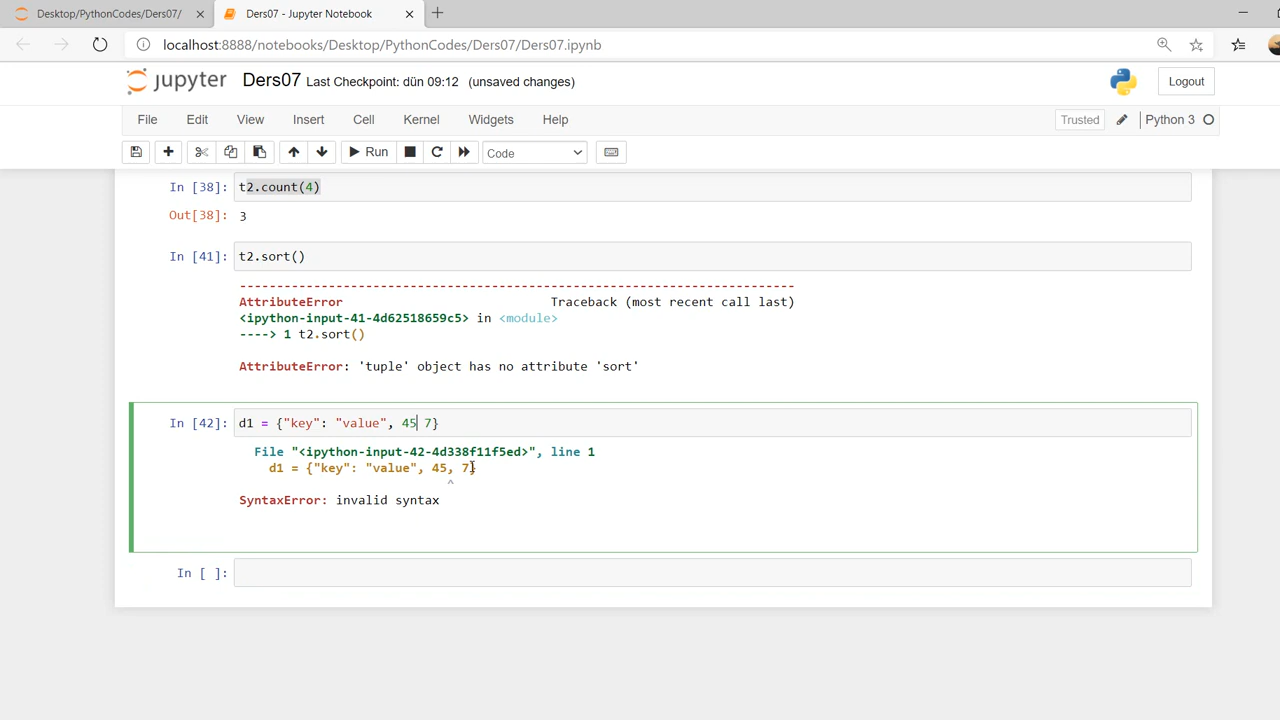 Desktop/PythonCodes/Ders07/
Ders07 - Jupyter Notebook
localhost:8888/notebooks/Desktop/PythonCodes/Ders07/Ders07.ipynb
jupyter Ders07 Last Checkpoint: dün 09:12 (unsaved changes)
Logout
File Edit View Insert Cell Kernel Widgets Help
Trusted Python 3
Run Code
In [38]: t2.count(4)
Out[38]: 3
In [41]: t2.sort()
---------------------------------------------------------------------------
AttributeError Traceback (most recent call last)
<ipython-input-41-4d62518659c5> in <module>
----> 1 t2.sort()
AttributeError: 'tuple' object has no attribute 'sort'
In [42]: d1 = {"key": "value", 45 7}
File "<ipython-input-42-4d338f11f5ed>", line 1
d1 = {"key": "value", 45, 7}
^
SyntaxError: invalid syntax
In [ ]: